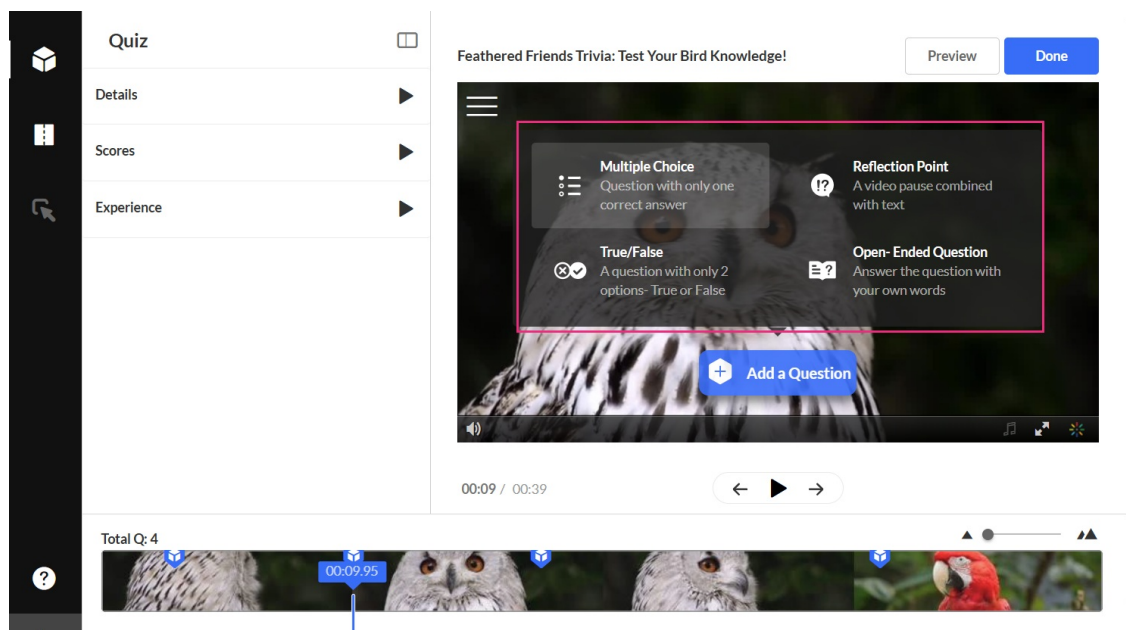 Quiz
Details
Scores
Experience
Feathered Friends Trivia: Test Your Bird Knowledge!
Preview
Done
Multiple Choice
Question with only one
correct answer
Reflection Point
A video pause combined
with text
True/False
A question with only 2
options- True or False
Open- Ended Question
Answer the question with
your own words
Add a Question
00:09 / 00:39
Total Q: 4
00:09.95